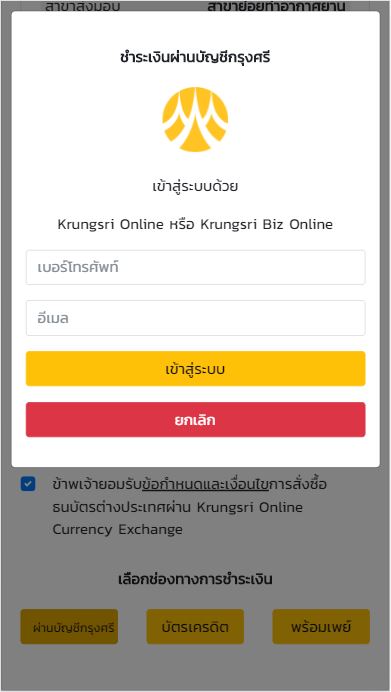 สาขาส่งมอบ สาขาย่อยท่าอากาศยาน
ชำระเงินผ่านบัญชีกรุงศรี
เข้าสู่ระบบด้วย
Krungsri Online หรือ Krungsri Biz Online
เบอร์โทรศัพท์
อีเมล
เข้าสู่ระบบ
ยกเลิก
ข้าพเจ้ายอมรับข้อกำหนดและเงื่อนไขการสั่งซื้อ
ธนบัตรต่างประเทศผ่าน Krungsri Online
Currency Exchange
เลือกช่องทางการชำระเงิน
ผ่านบัญชีกรุงศรี บัตรเครดิต พร้อมเพย์